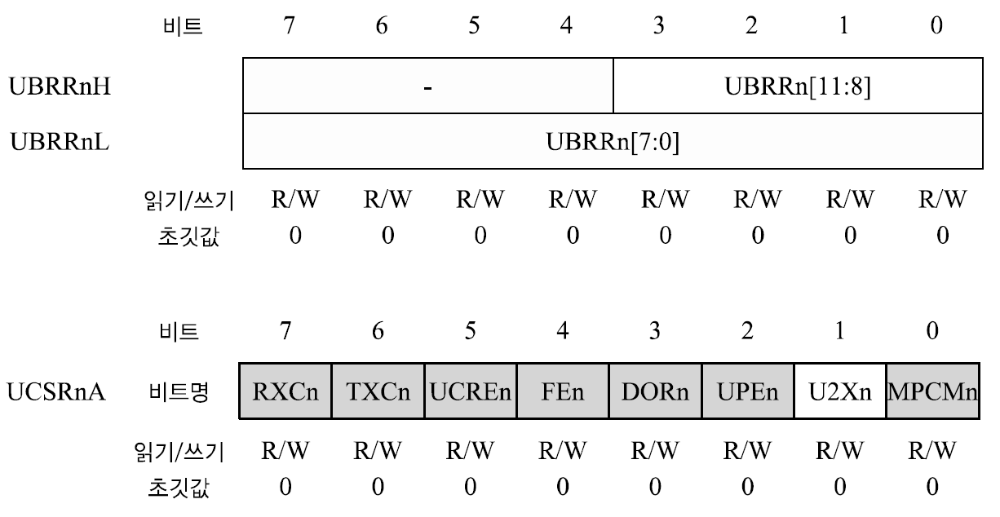 비트 7 6 5 4 3 2 1 0
UBRRnH - UBRRn[11:8]
UBRRnL UBRRn[7:0]
읽기/쓰기 R/W R/W R/W R/W R/W R/W R/W R/W
초깃값 0 0 0 0 0 0 0 0
비트 7 6 5 4 3 2 1 0
UCSRnA 비트명 RXCn TXCn UCREn FEn DORn UPEn U2Xn MPCMn
읽기/쓰기 R/W R/W R/W R/W R/W R/W R/W R/W
초깃값 0 0 0 0 0 0 0 0